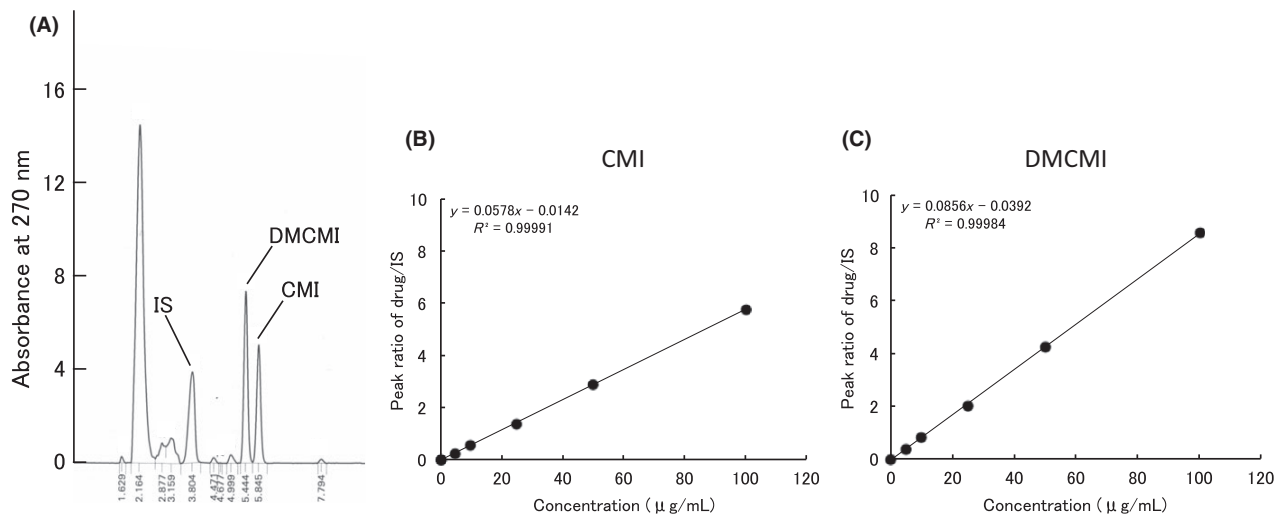 (A)
Absorbance at 270 nm
16
12
8
4
0
IS
DMCMI
CMI
1.629
2.164
2.877
3.159
3.804
4.471
4.677
4.999
5.444
5.845
7.794
(B)
CMI
y = 0.0578x − 0.0142
R² = 0.99991
Peak ratio of drug/IS
10
8
6
4
2
0
0 20 40 60 80 100 120
Concentration ( μ g/mL)
(C)
DMCMI
y = 0.0856x − 0.0392
R² = 0.99984
Peak ratio of drug/IS
10
8
6
4
2
0
0 20 40 60 80 100 120
Concentration ( μ g/mL)